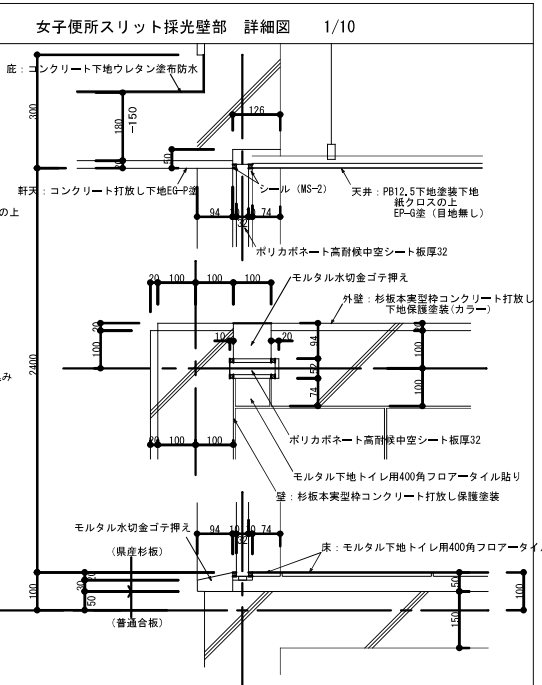 女子便所スリット採光壁部 詳細図 1/10
庇：コンクリート下地ウレタン塗布防水
300
180
-150
126
50
軒天：コンクリート打放し下地EG-P塗
シール（MS-2）
天井：PB12.5下地塗装下地
紙クロスの上
EP-G塗（目地無し）
の上
94
74
32
ポリカボネート高耐候中空シート板厚32
20 100 100 100
モルタル水切金ゴテ押え
外壁：杉板本実型枠コンクリート打放し
下地保護塗装(カラー)
20
100
10
20
94
52
74
20
100
100
2400
み
20 100 100
ポリカボネート高耐候中空シート板厚32
モルタル下地トイレ用400角フロアータイル貼り
壁：杉板本実型枠コンクリート打放し保護塗装
94
74
32
モルタル水切金ゴテ押え
(県産杉板)
床：モルタル下地トイレ用400角フロアータイル
100
30
20
50
(普通合板)
50
150
100